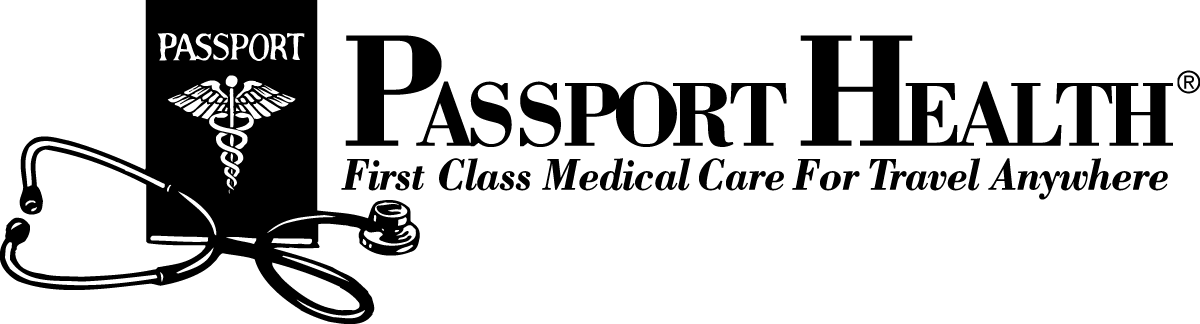 PASSPORT
PASSPORT HEALTH®
First Class Medical Care For Travel Anywhere